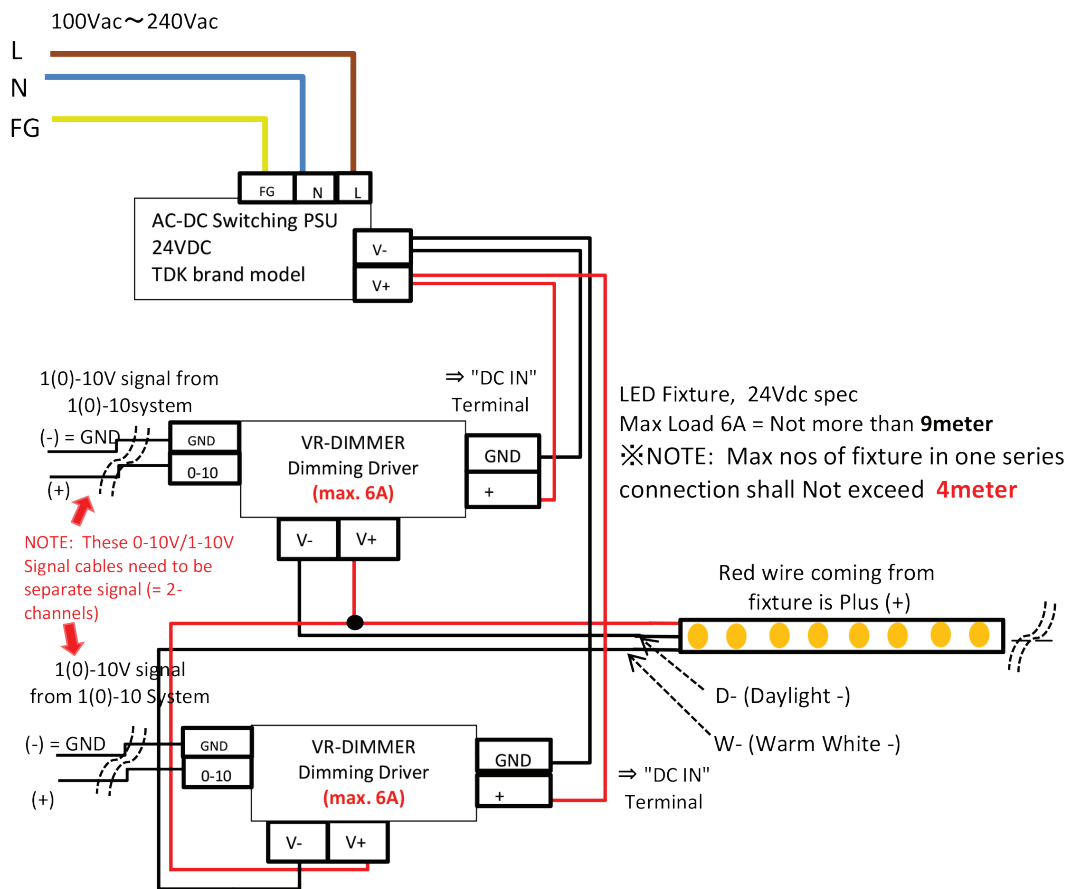 100Vac～240Vac
L
N
FG
FG
N
L
AC-DC Switching PSU
24VDC
TDK brand model
V-
V+
1(0)-10V signal from
1(0)-10system
(-) = GND
(+)
GND
0-10
VR-DIMMER
Dimming Driver
(max. 6A)
⇒ "DC IN"
Terminal
GND
+
V-
V+
LED Fixture,  24Vdc spec
Max Load 6A = Not more than 9meter
※NOTE:  Max nos of fixture in one series
connection shall Not exceed  4meter
NOTE:  These 0-10V/1-10V
Signal cables need to be
separate signal (= 2-
channels)
Red wire coming from
fixture is Plus (+)
D- (Daylight -)
W- (Warm White -)
1(0)-10V signal
from 1(0)-10 System
(-) = GND
(+)
GND
0-10
VR-DIMMER
Dimming Driver
(max. 6A)
GND
+
⇒ "DC IN"
Terminal
V-
V+